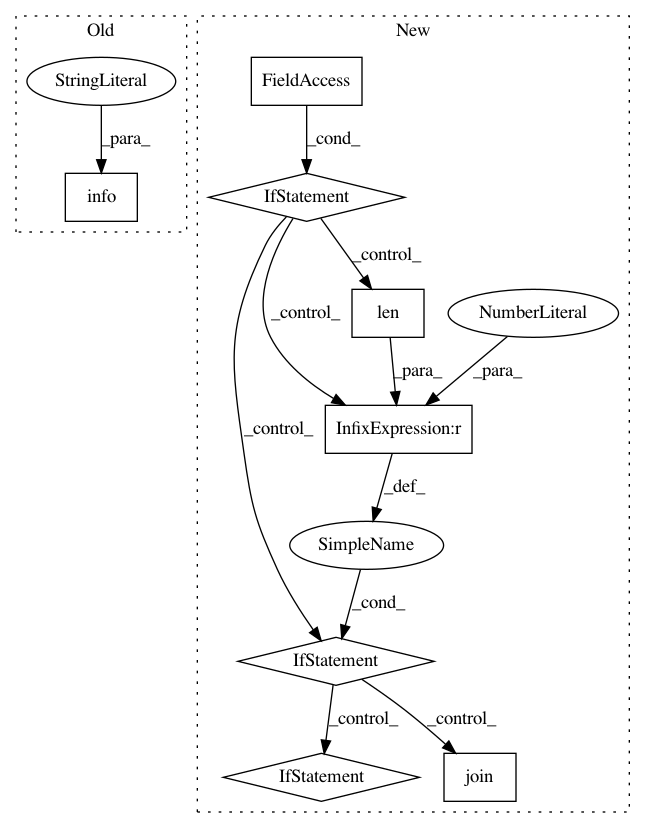 Old
New
StringLiteral
FieldAccess
_para_
_cond_
info
IfStatement
_control_
len
NumberLiteral
_control_
_para_
_para_
_control_
InfixExpression:r
_def_
SimpleName
_cond_
IfStatement
_control_
_control_
IfStatement
join